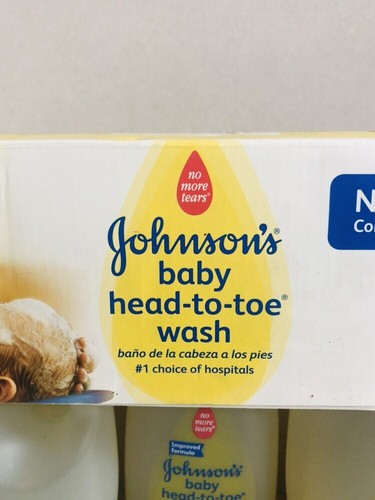 no
more
tears®
Johnson's®
baby
head-to-toe®
wash
baño de la cabeza a los pies
#1 choice of hospitals
no
more
tears®
Improved
formula
Johnson's®
baby
head-to-toe®